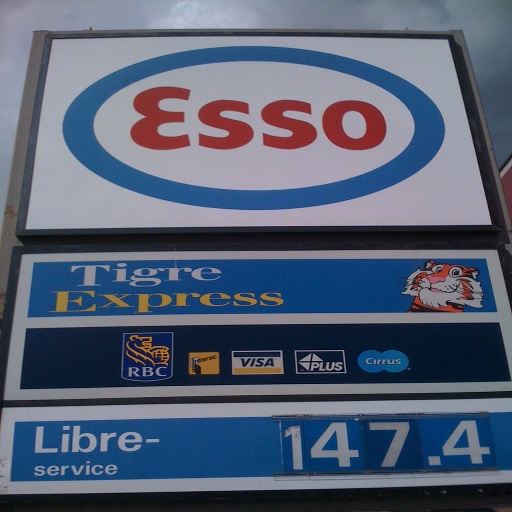 Esso
Tigre
Express
RBC Interac VISA PLUS Cirrus
Libre-
service
147.4